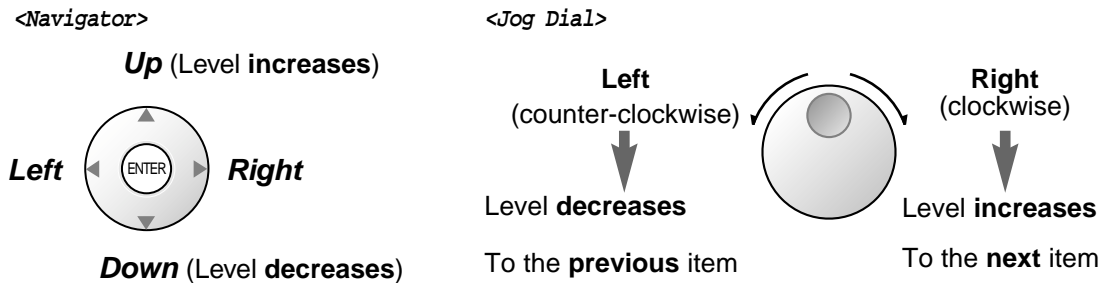 <Navigator>
Up (Level increases)
Left
ENTER
Right
Down (Level decreases)
<Jog Dial>
Left
(counter-clockwise)
Level decreases
To the previous item
Right
(clockwise)
Level increases
To the next item